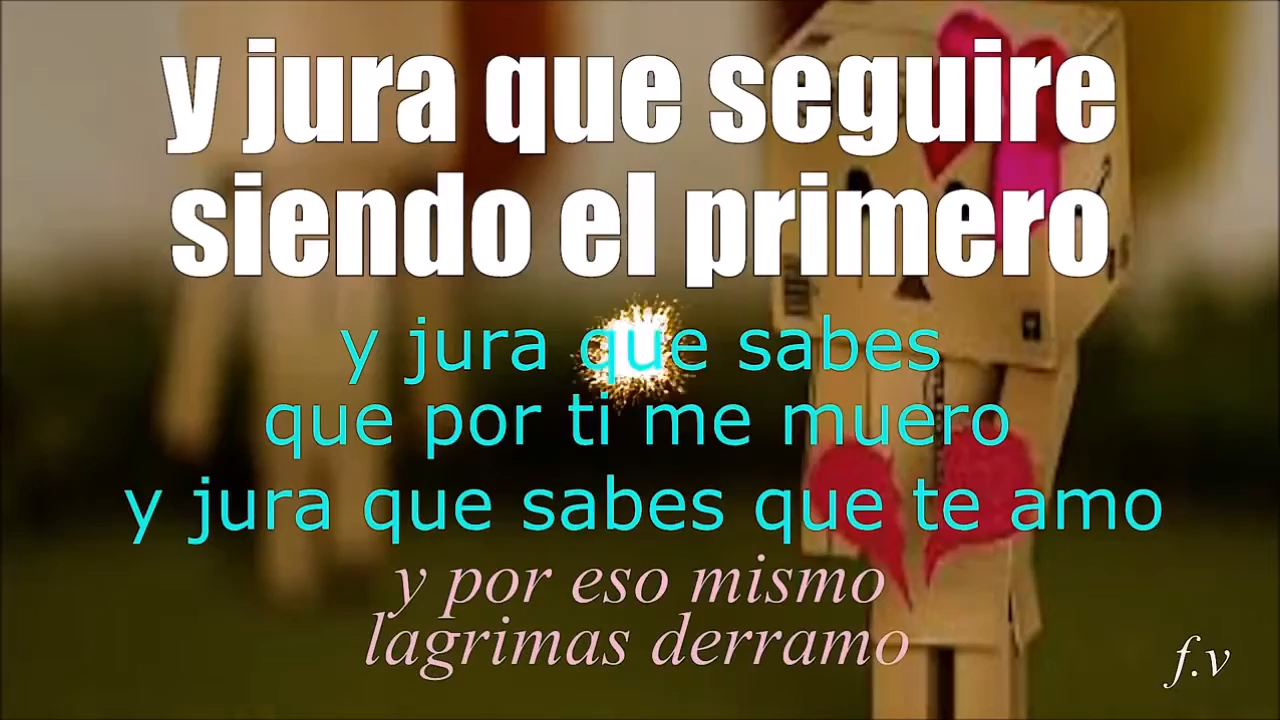 y jura que seguire
siendo el primero
y jura que sabes
que por ti me muero
y jura que sabes que te amo
y por eso mismo
lagrimas derramo
f.v